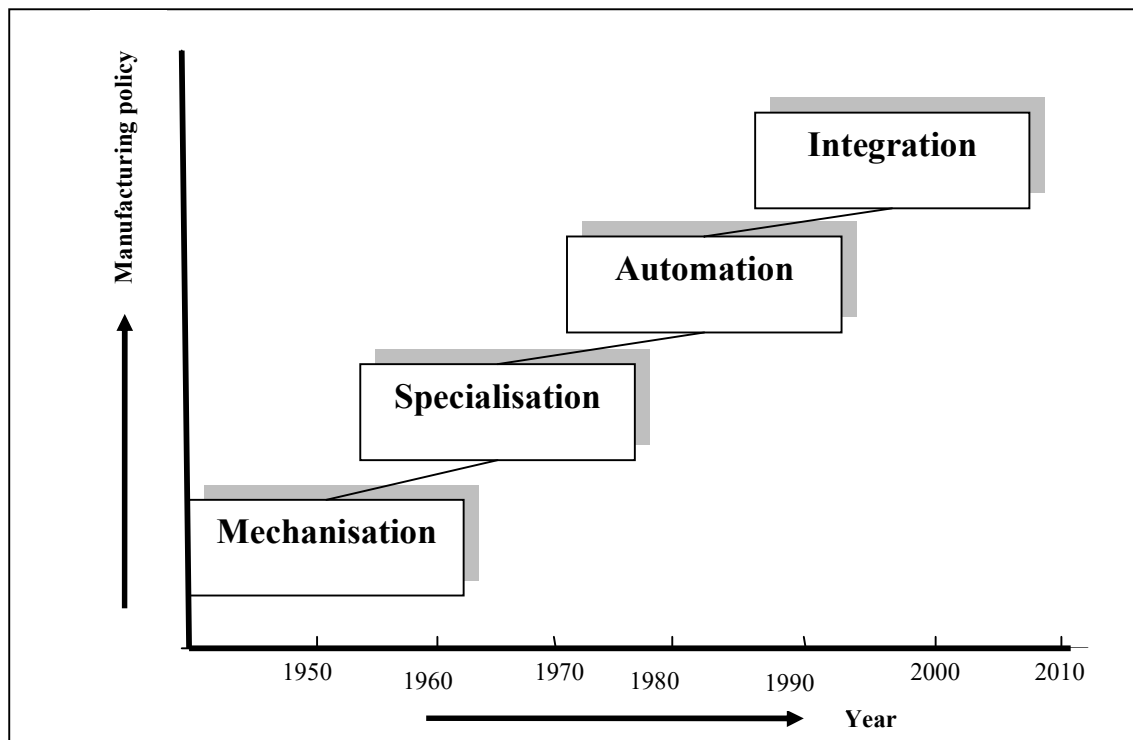 Manufacturing policy
Integration
Automation
Specialisation
Mechanisation
1950 1960 1970 1980 1990 2000 2010
Year